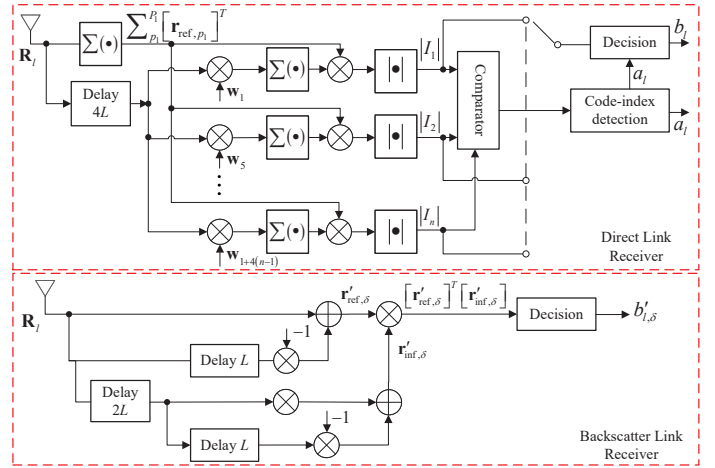 R_l
∑(•)
∑_{p_1}^{P_1} [r_{ref,p_1}]^T
Delay
4L
w_1
∑(•)
|•|
|I_1|
w_5
∑(•)
|•|
|I_2|
w_{1+4(n−1)}
∑(•)
|•|
|I_n|
Comparator
Decision
b_l
a_l
Code-index
detection
a_l
Direct Link
Receiver
R_l
r′_{ref,δ}
[r′_{ref,δ}]^T [r′_{inf,δ}]
Decision
b′_{l,δ}
−1
Delay L
r′_{inf,δ}
Delay
2L
−1
Delay L
Backscatter Link
Receiver